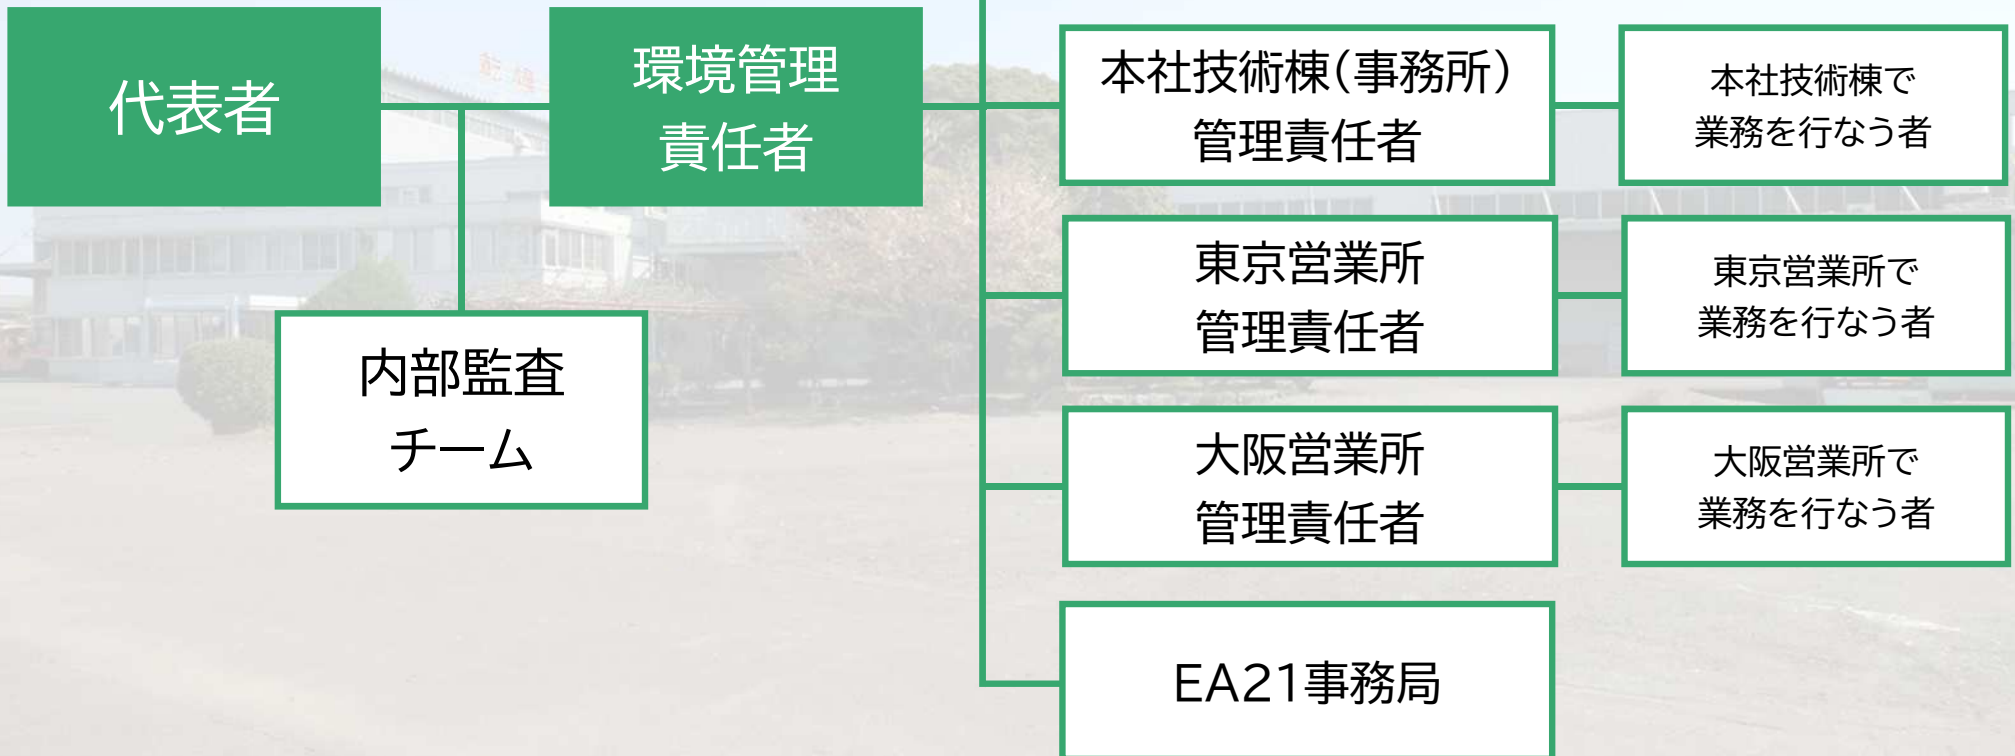 代表者
環境管理
責任者
内部監査
チーム
本社技術棟(事務所)
管理責任者
本社技術棟で
業務を行なう者
東京営業所
管理責任者
東京営業所で
業務を行なう者
大阪営業所
管理責任者
大阪営業所で
業務を行なう者
EA21事務局